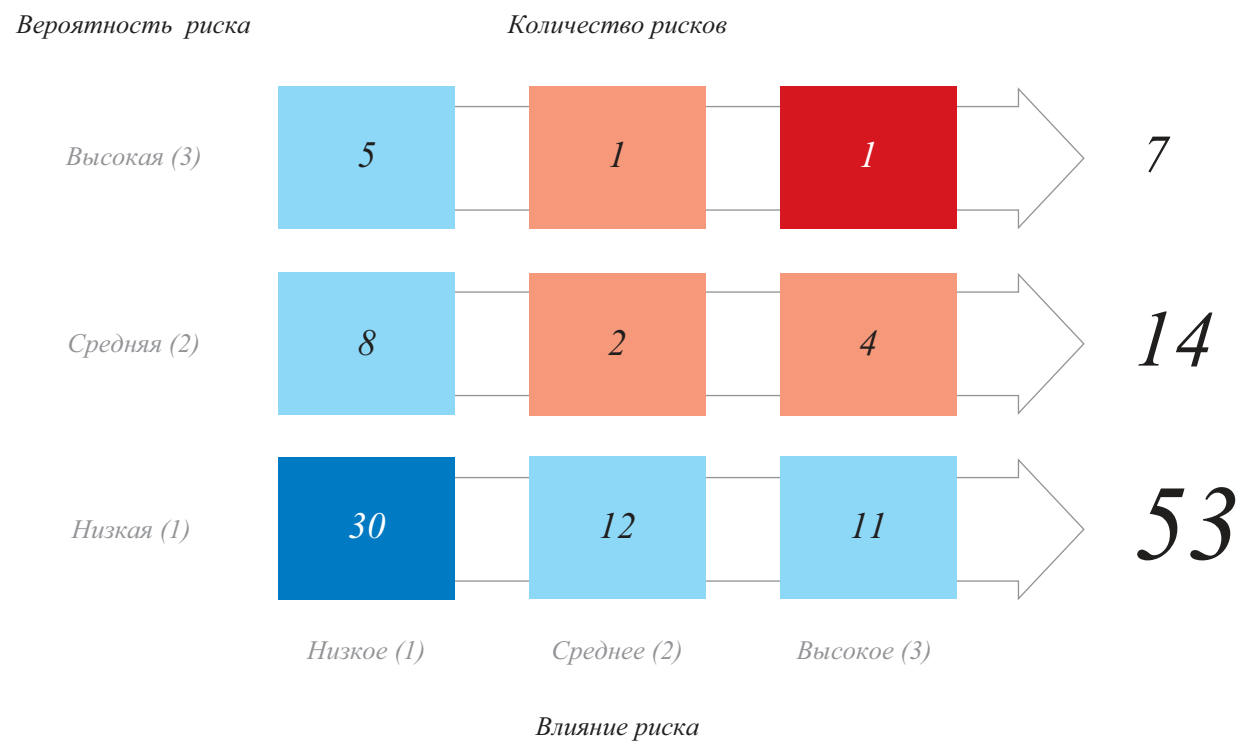 Вероятность риска Количество рисков
Высокая (3) 5 1 1 7
Средняя (2) 8 2 4 14
Низкая (1) 30 12 11 53
Низкое (1) Среднее (2) Высокое (3)
Влияние риска